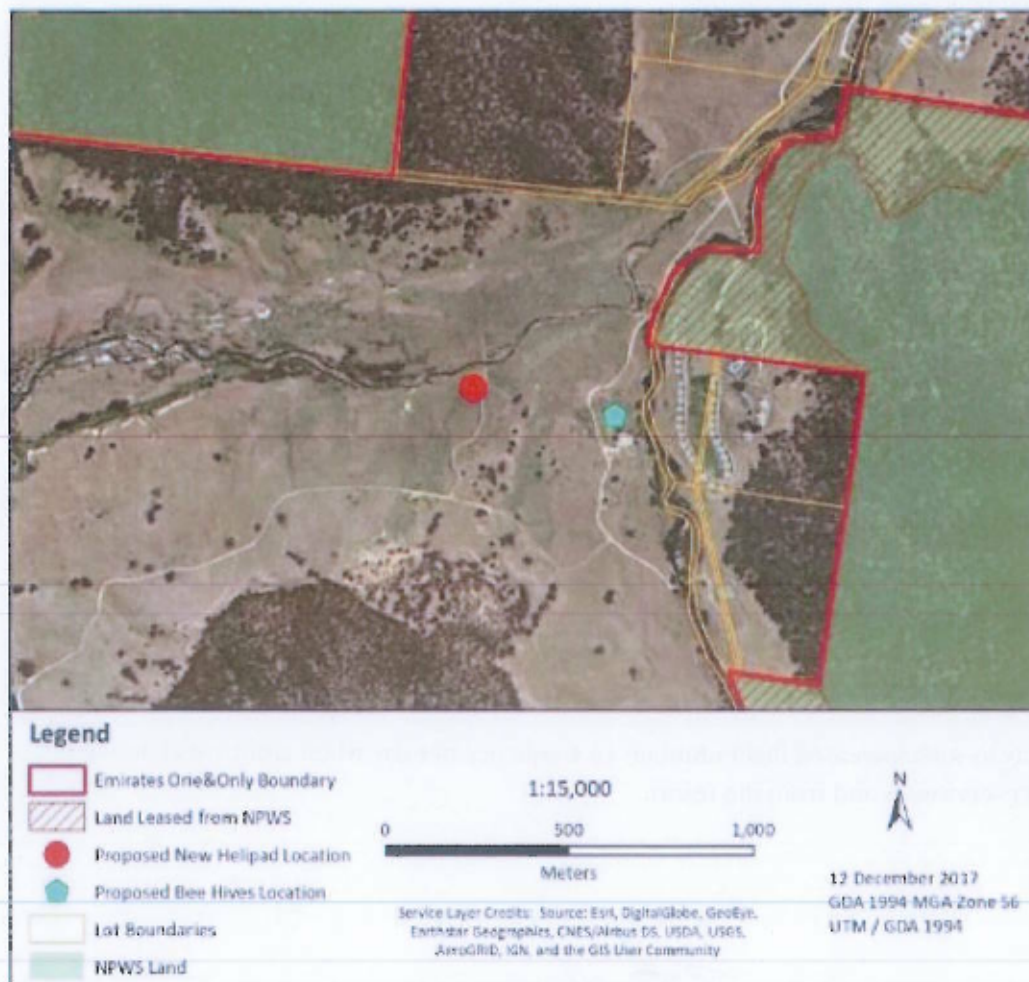 Legend
Emirates One&Only Boundary
Land Leased from NPWS
Proposed New Helipad Location
Proposed Bee Hives Location
Lot Boundaries
NPWS Land
1:15,000
0 500 1,000
Meters
Service Layer Credits: Source: Esri, DigitalGlobe, GeoEye,
Earthstar Geographics, CNES/Airbus DS, USDA, USGS,
AeroGRID, IGN, and the GIS User Community
N
12 December 2017
GDA 1994 MGA Zone 56
UTM / GDA 1994